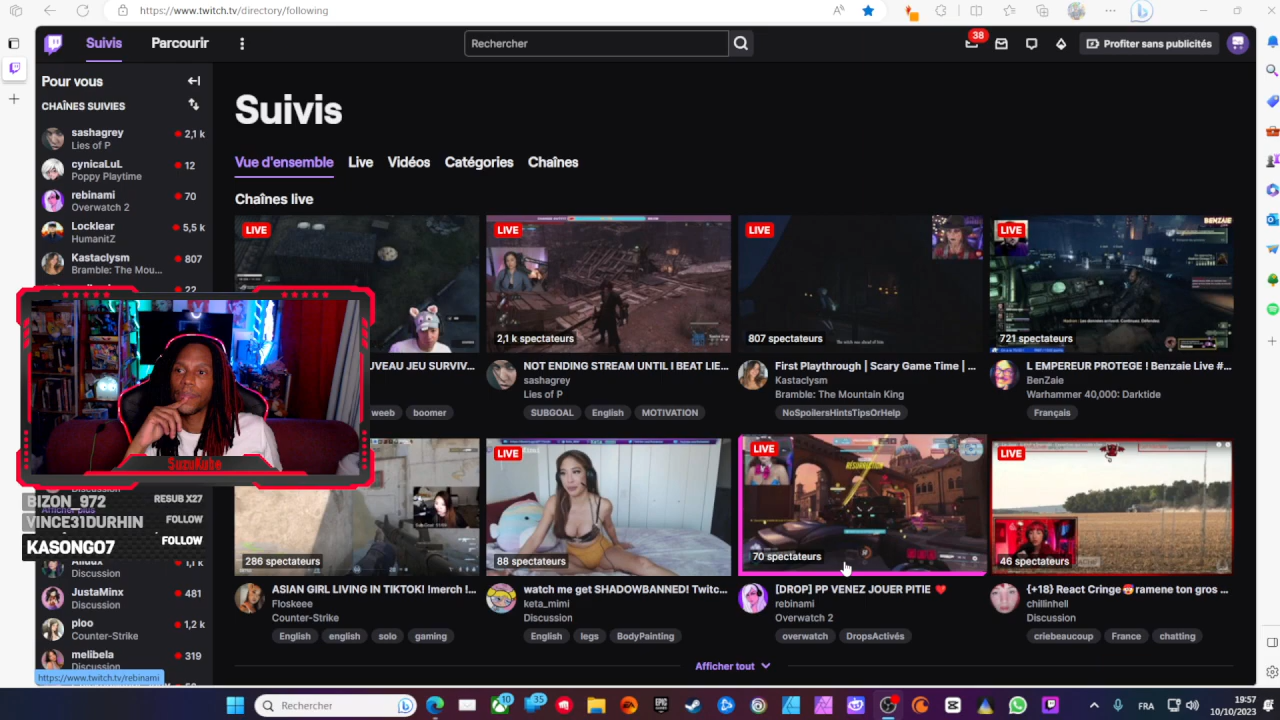 https://www.twitch.tv/directory/following
Suivis
Parcourir
Rechercher
38
Profiter sans publicités
Pour vous
CHAÎNES SUIVIES
sashagrey
2,1 k
Lies of P
cynicaLuL
12
Poppy Playtime
rebinami
70
Overwatch 2
Locklear
5,5 k
HumanitZ
Kastaclysm
807
Bramble: The Mou...
22
SuzuKube
BIZON_972
RESUB X27
VINCE31DURHIN
FOLLOW
KASONGO7
FOLLOW
1,1 k
Discussion
JustaMinx
481
Discussion
ploo
1,2 k
Counter-Strike
melibela
319
Discussion
https://www.twitch.tv/rebinami
Suivis
Vue d'ensemble
Live
Vidéos
Catégories
Chaînes
Chaînes live
LIVE
UVEAU JEU SURVIV...
weeb
boomer
LIVE
2,1 k spectateurs
NOT ENDING STREAM UNTIL I BEAT LIE...
sashagrey
Lies of P
SUBGOAL
English
MOTIVATION
LIVE
807 spectateurs
First Playthrough | Scary Game Time | ...
Kastaclysm
Bramble: The Mountain King
NoSpoilersHintsTipsOrHelp
LIVE
BENZAIE
721 spectateurs
L EMPEREUR PROTEGE ! Benzaie Live #...
BenZaie
Warhammer 40,000: Darktide
Français
286 spectateurs
ASIAN GIRL LIVING IN TIKTOK! !merch !...
Floskeee
Counter-Strike
English
english
solo
gaming
LIVE
88 spectateurs
watch me get SHADOWBANNED! Twitc...
keta_mimi
Discussion
English
legs
BodyPainting
LIVE
RÉSURRECTION
70 spectateurs
[DROP] PP VENEZ JOUER PITIE ❤️
rebinami
Overwatch 2
overwatch
DropsActivés
LIVE
46 spectateurs
{+18} React Cringe ramene ton gros ...
chillinhell
Discussion
criebeaucoup
France
chatting
Afficher tout
Rechercher
10
35
EPIC
FRA
19:57
10/10/2023